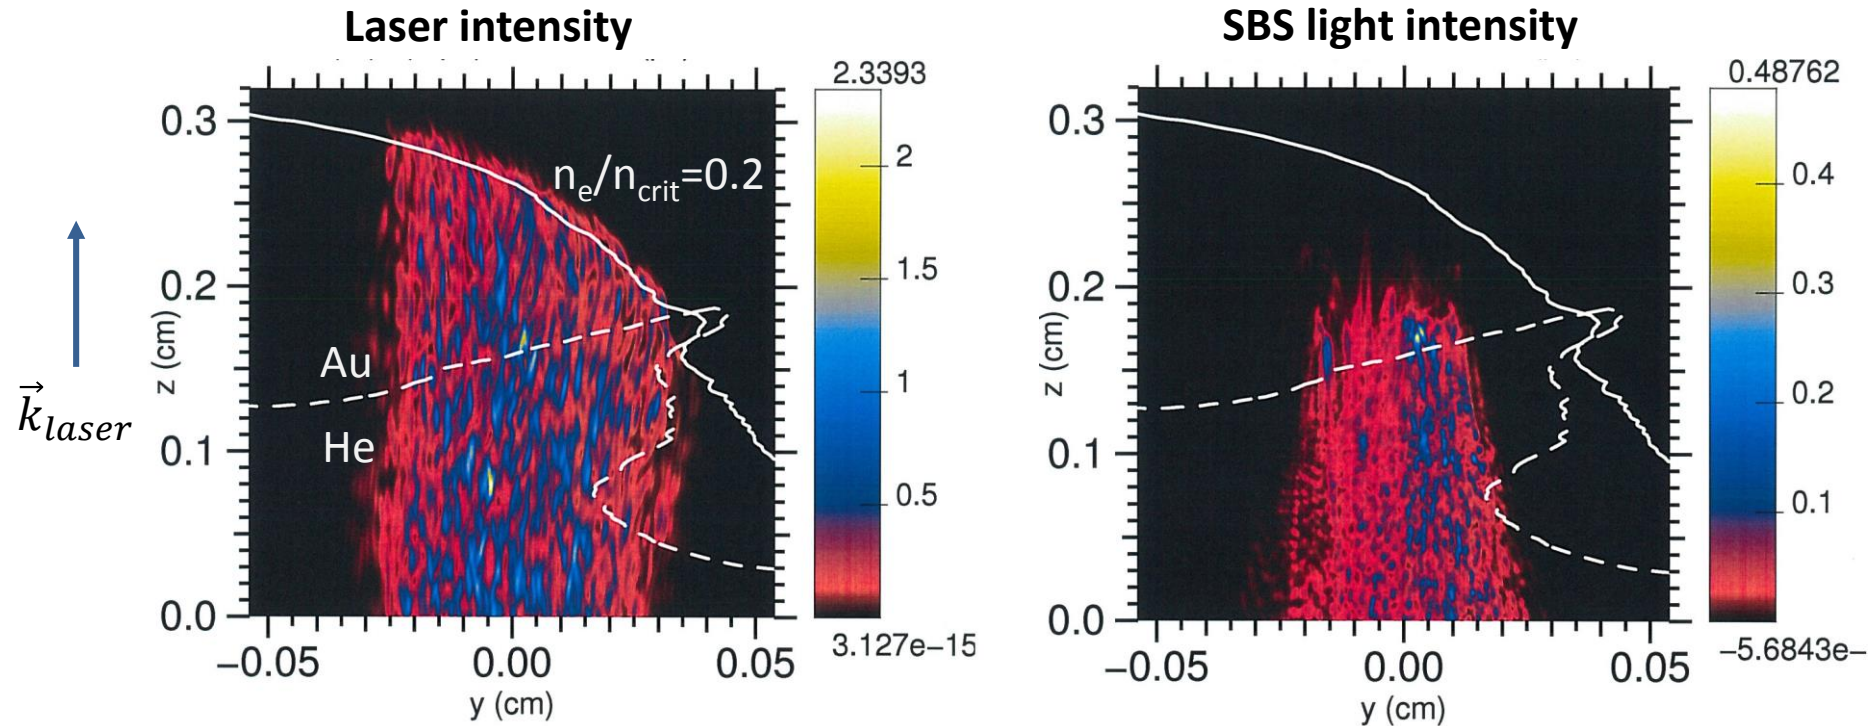 Laser intensity
2.3393
0.3
0.2
0.1
0.0
z (cm)
n_e/n_crit=0.2
Au
He
k⃗_laser
2
1.5
1
0.5
3.127e−15
−0.05
0.00
0.05
y (cm)
SBS light intensity
0.48762
0.3
0.2
0.1
0.0
z (cm)
0.4
0.3
0.2
0.1
−5.6843e−
−0.05
0.00
0.05
y (cm)